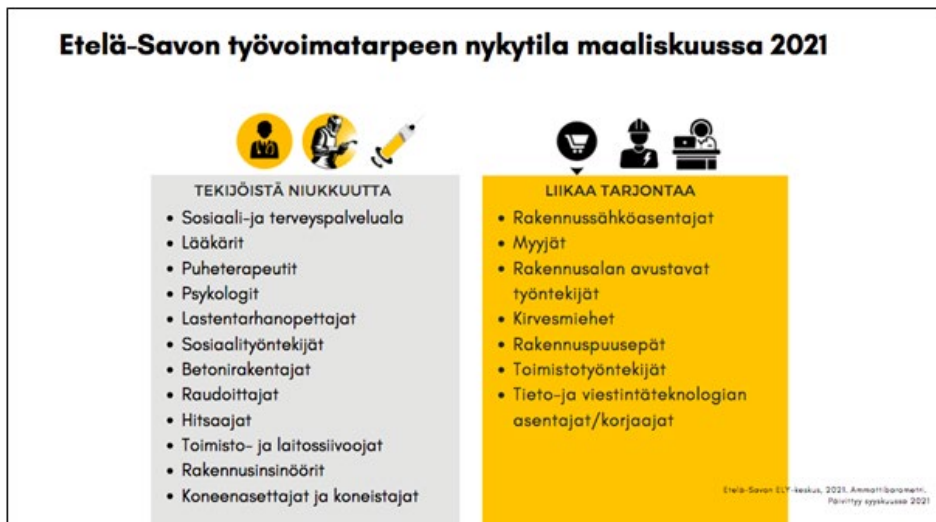 Etelä-Savon työvoimatarpeen nykytila maaliskuussa 2021
TEKIJÖISTÄ NIUKKUUTTA
• Sosiaali-ja terveyspalveluala
• Lääkärit
• Puheterapeutit
• Psykologit
• Lastentarhanopettajat
• Sosiaalityöntekijät
• Betonirakentajat
• Raudoittajat
• Hitsaajat
• Toimisto- ja laitossiivoojat
• Rakennusinsinöörit
• Koneenasettajat ja koneistajat
LIIKAA TARJONTAA
• Rakennussähköasentajat
• Myyjät
• Rakennusalan avustavat
työntekijät
• Kirvesmiehet
• Rakennuspuusepät
• Toimistotyöntekijät
• Tieto-ja viestintäteknologian
asentajat/korjaajat
Etelä-Savon ELY-keskus, 2021. Ammattibarometri.
Päivittyy syyskuussa 2021